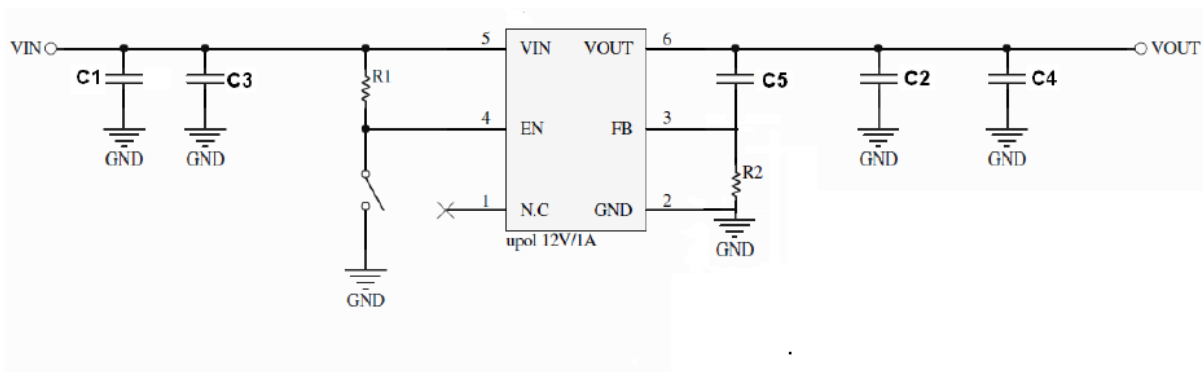 VIN
C1
GND
C3
GND
R1
GND
5 VIN VOUT 6
4 EN FB 3
1 N.C GND 2
upol 12V/1A
C5
R2
GND
C2
GND
C4
GND
VOUT